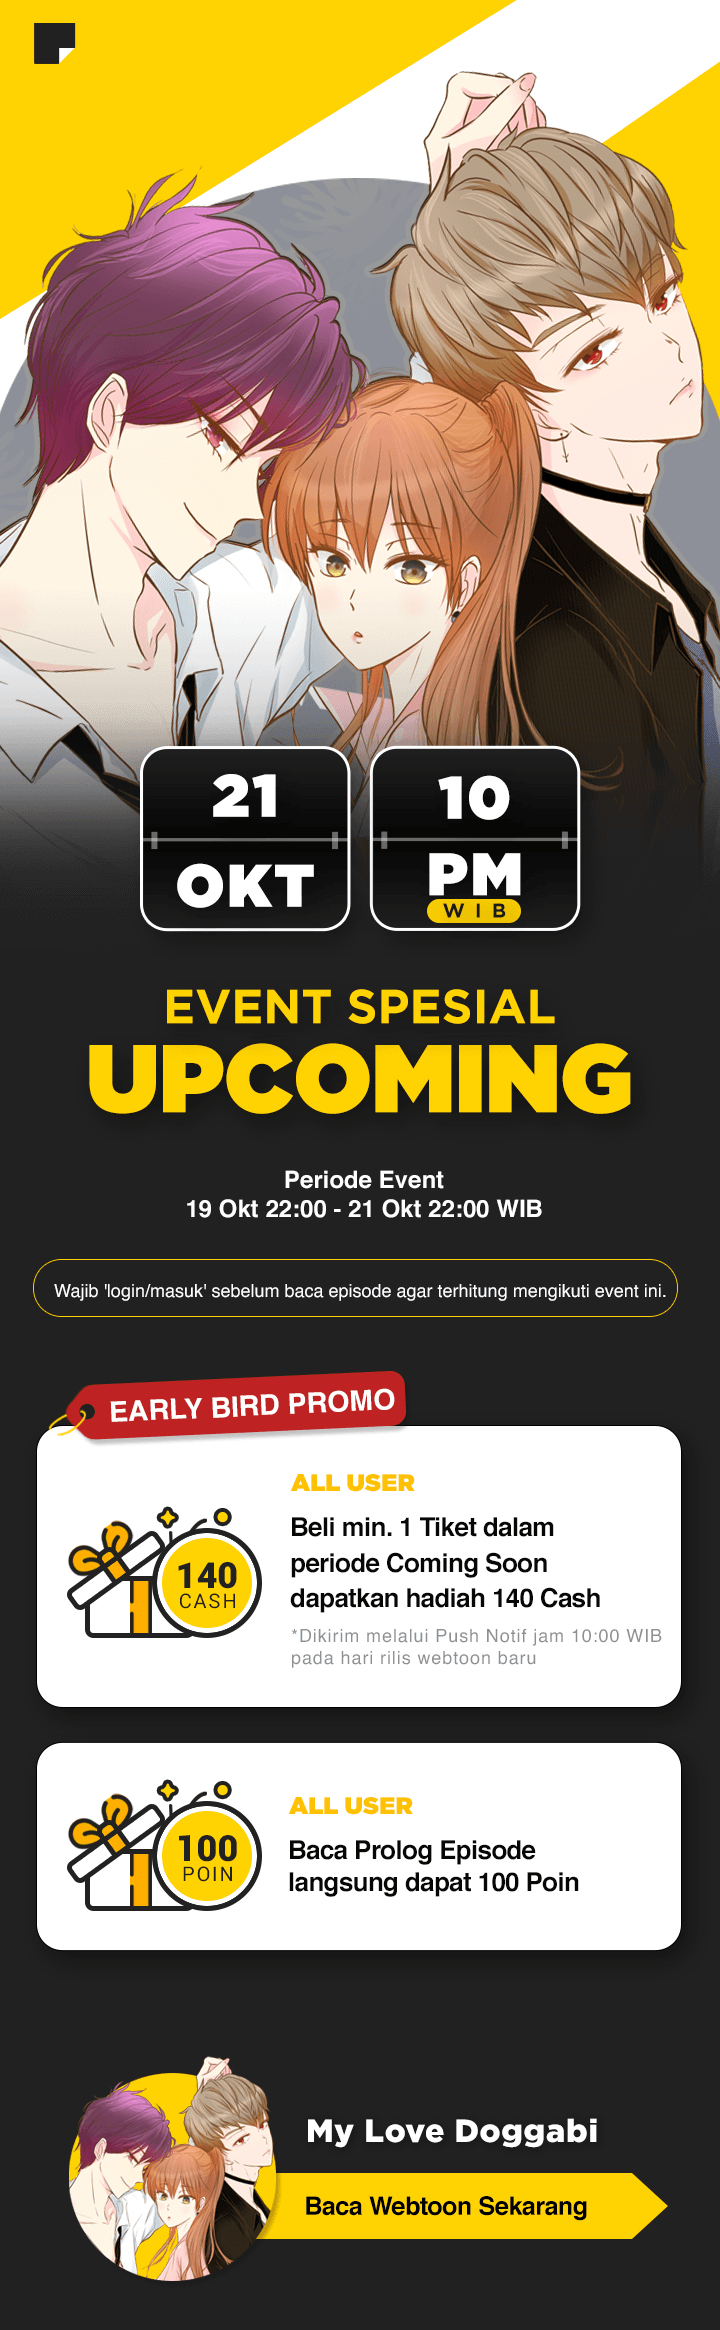 21
OKT
10
PM
WIB
EVENT SPESIAL
UPCOMING
Periode Event
19 Okt 22:00 - 21 Okt 22:00 WIB
Wajib 'login/masuk' sebelum baca episode agar terhitung mengikuti event ini.
EARLY BIRD PROMO
140
CASH
ALL USER
Beli min. 1 Tiket dalam
periode Coming Soon
dapatkan hadiah 140 Cash
*Dikirim melalui Push Notif jam 10:00 WIB
pada hari rilis webtoon baru
100
POIN
ALL USER
Baca Prolog Episode
langsung dapat 100 Poin
My Love Doggabi
Baca Webtoon Sekarang